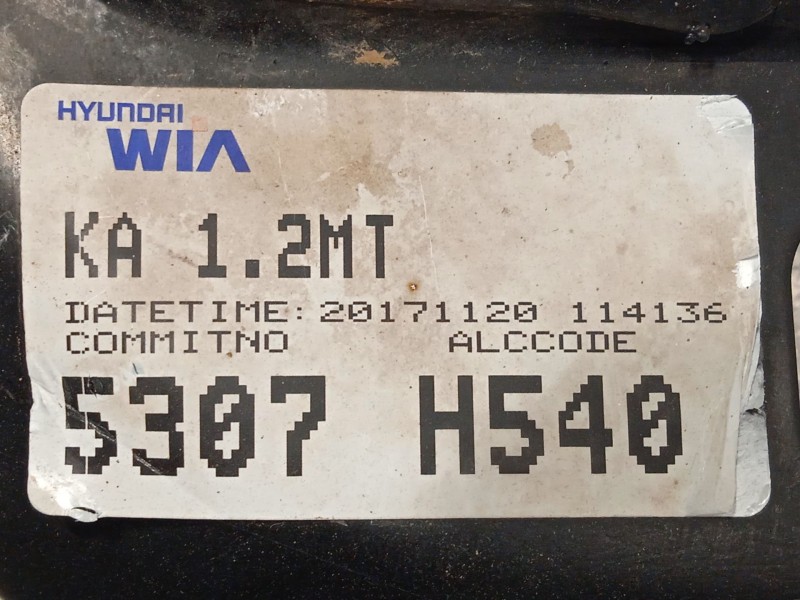 HYUNDAI
WIA
KA 1.2MT
DATETIME: 20171120 114136
COMMITNO ALCCODE
5307 H540